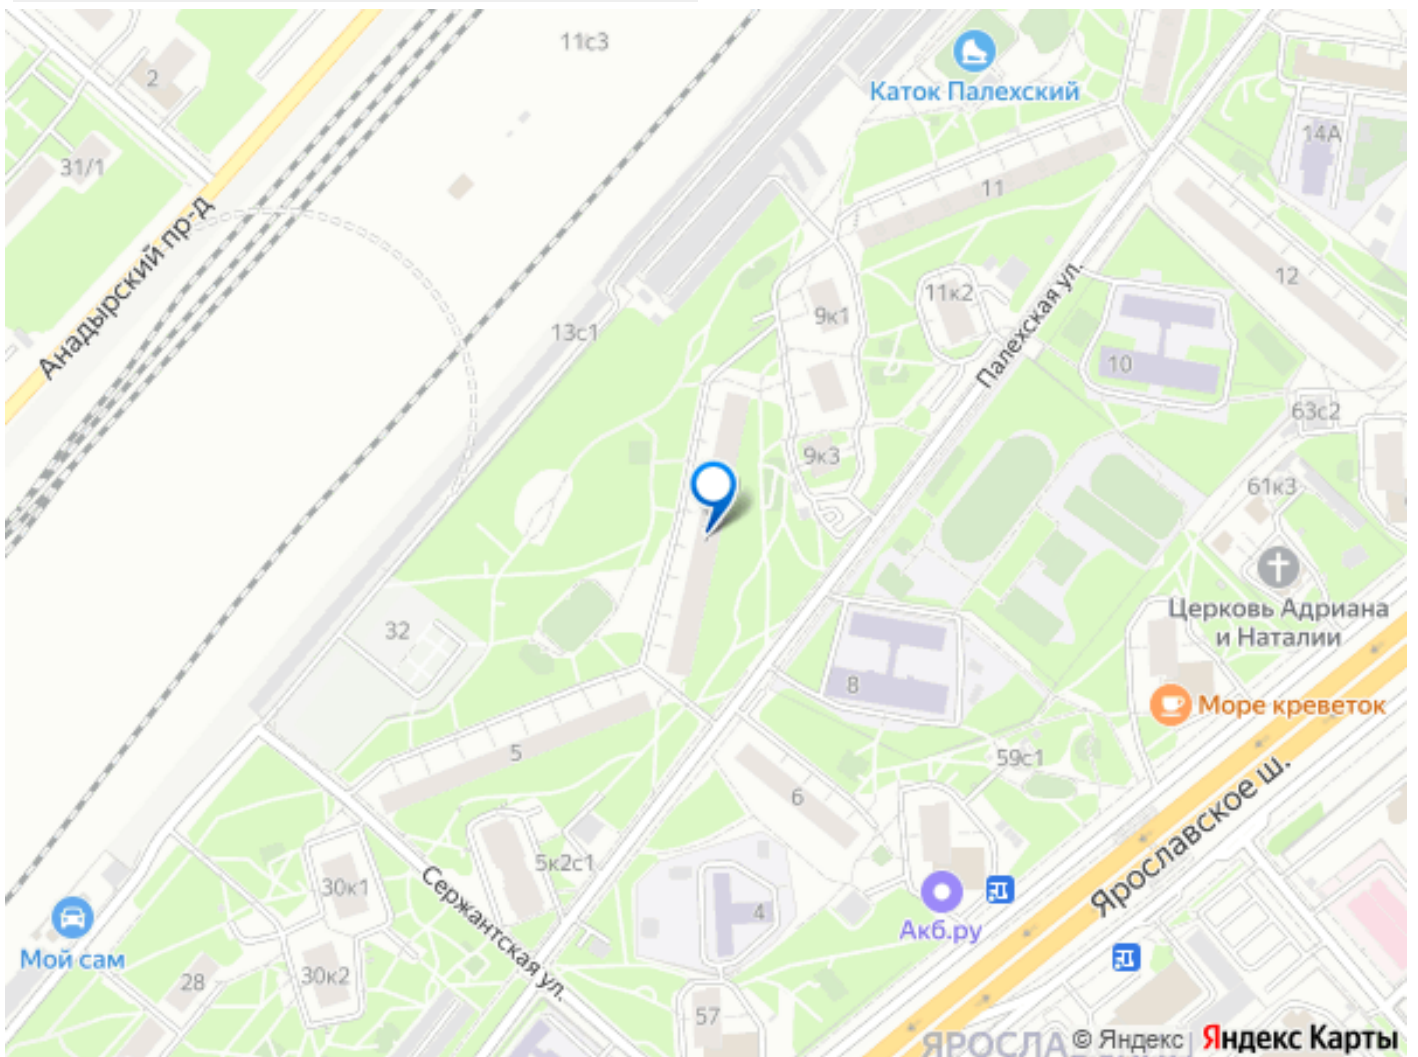 11с3
Каток Палехский
2
14А
31/1
11
Анадырский пр-д
12
11к2
9к1
13с1
Палехская ул.
10
63с2
9к3
61к3
Церковь Адриана
и Наталии
32
8
Море креветок
5
59с1
6
Ярославское ш.
5к2с1
30к1
Сержантская ул.
4
Акб.ру
Мой сам
28
30к2
57
© Яндекс
Яндекс Карты